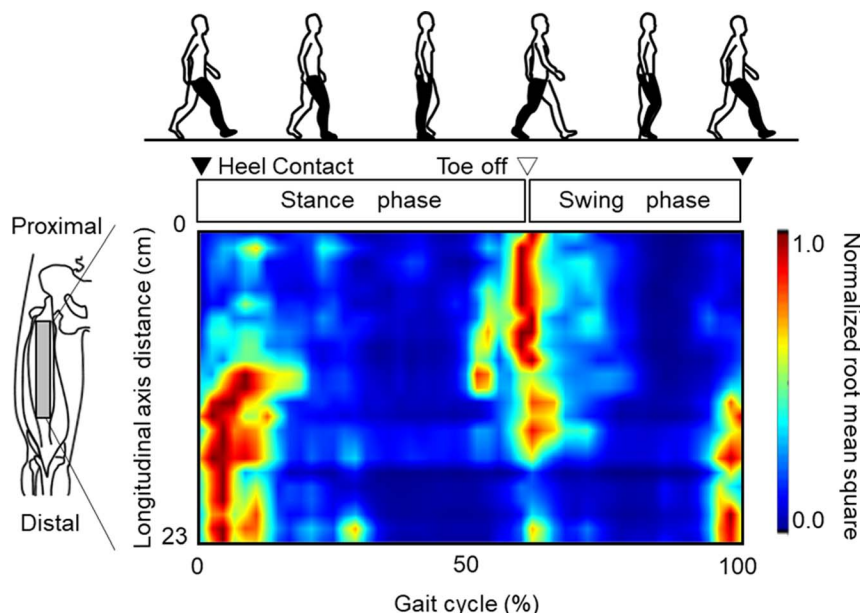 Heel Contact
Toe off
Stance phase
Swing phase
Proximal
Distal
0
23
Longitudinal axis distance (cm)
0
50
100
Gait cycle (%)
1.0
0.0
Normalized root mean square